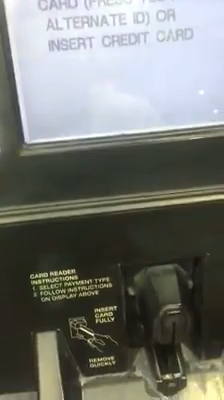 CARD (PRESS
ALTERNATE ID) OR
INSERT CREDIT CARD
CARD READER
INSTRUCTIONS
1. SELECT PAYMENT TYPE
2. FOLLOW INSTRUCTIONS
ON DISPLAY ABOVE
INSERT
CARD
FULLY
REMOVE
QUICKLY